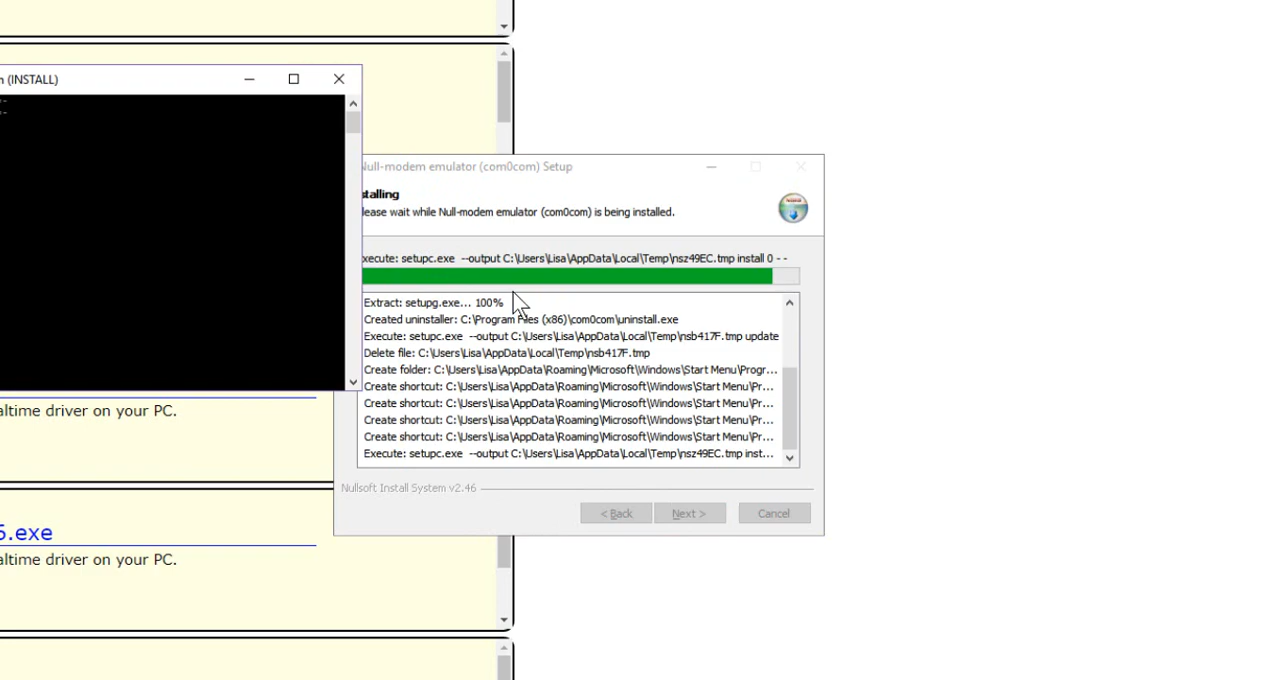 (INSTALL)
Null-modem emulator (com0com) Setup
stalling
lease wait while Null-modem emulator (com0com) is being installed.
xecute: setupc.exe --output C:\Users\Lisa\AppData\Local\Temp\nsz49EC.tmp install 0 - -
Extract: setupg.exe... 100%
Created uninstaller: C:\Program Files (x86)\com0com\uninstall.exe
Execute: setupc.exe --output C:\Users\Lisa\AppData\Local\Temp\nsb417F.tmp update
Delete file: C:\Users\Lisa\AppData\Local\Temp\nsb417F.tmp
Create folder: C:\Users\Lisa\AppData\Roaming\Microsoft\Windows\Start Menu\Progr...
Create shortcut: C:\Users\Lisa\AppData\Roaming\Microsoft\Windows\Start Menu\Pr...
Create shortcut: C:\Users\Lisa\AppData\Roaming\Microsoft\Windows\Start Menu\Pr...
Create shortcut: C:\Users\Lisa\AppData\Roaming\Microsoft\Windows\Start Menu\Pr...
Create shortcut: C:\Users\Lisa\AppData\Roaming\Microsoft\Windows\Start Menu\Pr...
Execute: setupc.exe --output C:\Users\Lisa\AppData\Local\Temp\nsz49EC.tmp inst...
altime driver on your PC.
Nullsoft Install System v2.46
< Back Next > Cancel
.exe
altime driver on your PC.